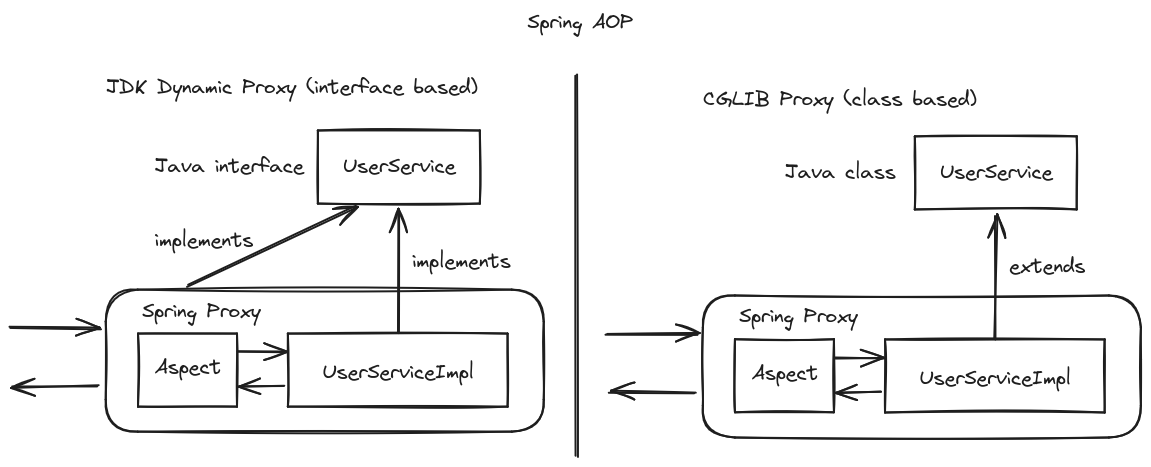 Spring AOP
JDK Dynamic Proxy (interface based)
Java interface
UserService
implements
implements
Spring Proxy
Aspect
UserServiceImpl
CGLIB Proxy (class based)
Java class
UserService
extends
Spring Proxy
Aspect
UserServiceImpl